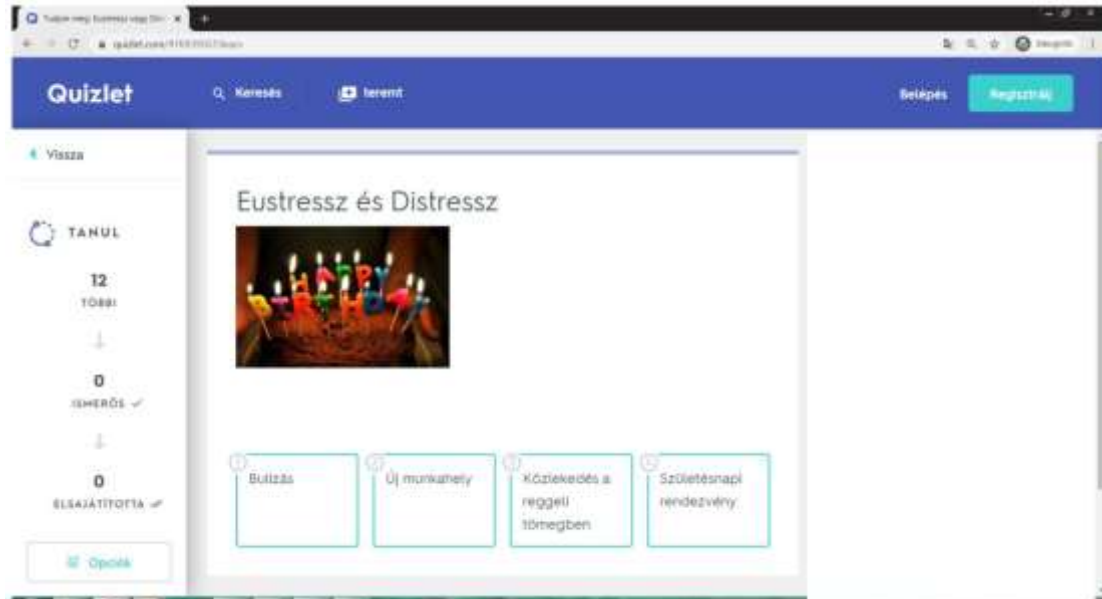 Quizlet
Keresés
teremt
Belépés
Regisztrálj
Vissza
Eustressz és Distressz
HAPPY
BIRTHDAY
TANUL
12
TÖBBI
0
ISMERŐS
0
ELSAJÁTÍTOTTA
Opciók
Bulizás
Új munkahely
Közlekedés a
reggeli
tömegben
Születésnapi
rendezvény